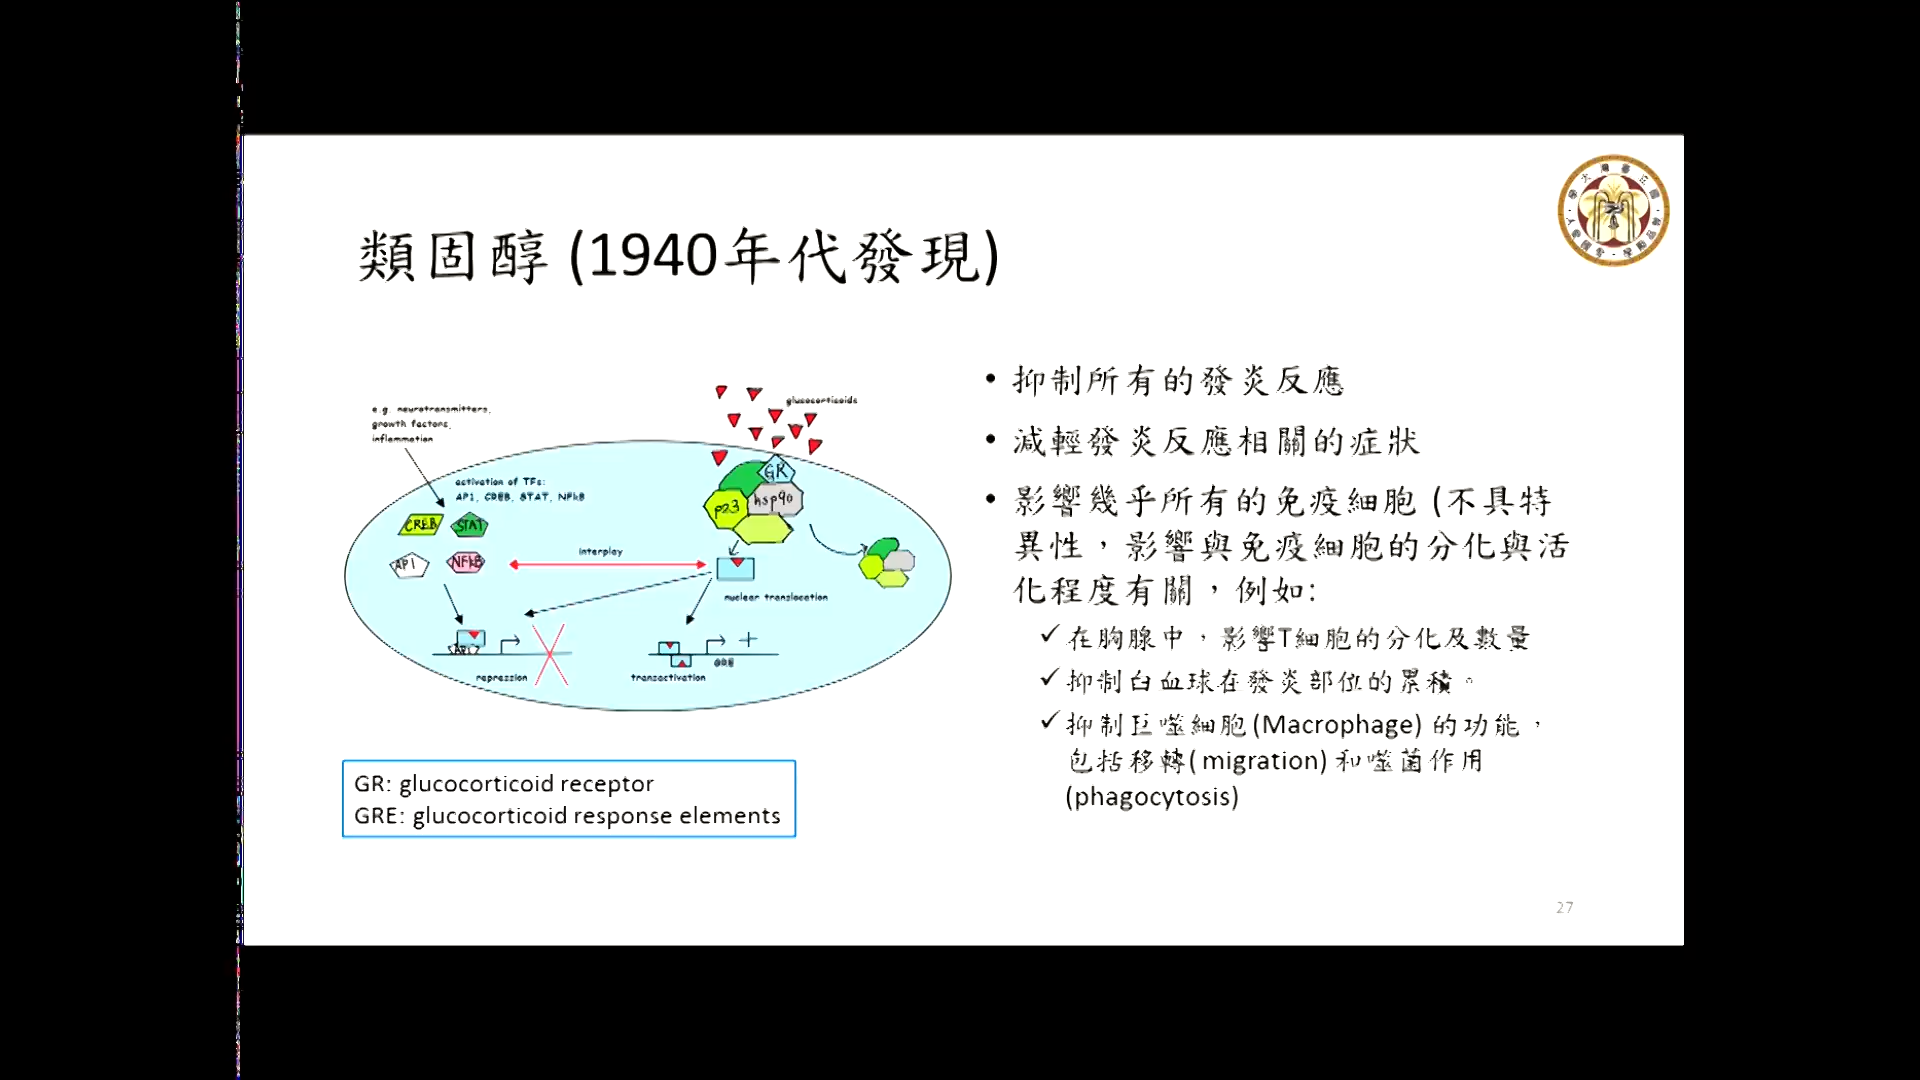 類固醇 (1940年代發現)
e.g. neurotransmitters,
growth factors,
inflammation
glucocorticoids
activation of TFs:
AP1, CREB, STAT, NFkB
GR
hsp90
p23
CREB
STAT
AP1
NFkB
interplay
nuclear translocation
AP1
+
GRE
repression
transactivation
GR: glucocorticoid receptor
GRE: glucocorticoid response elements
• 抑制所有的發炎反應
• 減輕發炎反應相關的症狀
• 影響幾乎所有的免疫細胞 (不具特
異性，影響與免疫細胞的分化與活
化程度有關，例如:
✓ 在胸腺中，影響T細胞的分化及數量
✓ 抑制白血球在發炎部位的累積。
✓ 抑制巨噬細胞(Macrophage) 的功能，
包括移轉(migration) 和噬菌作用
(phagocytosis)
27